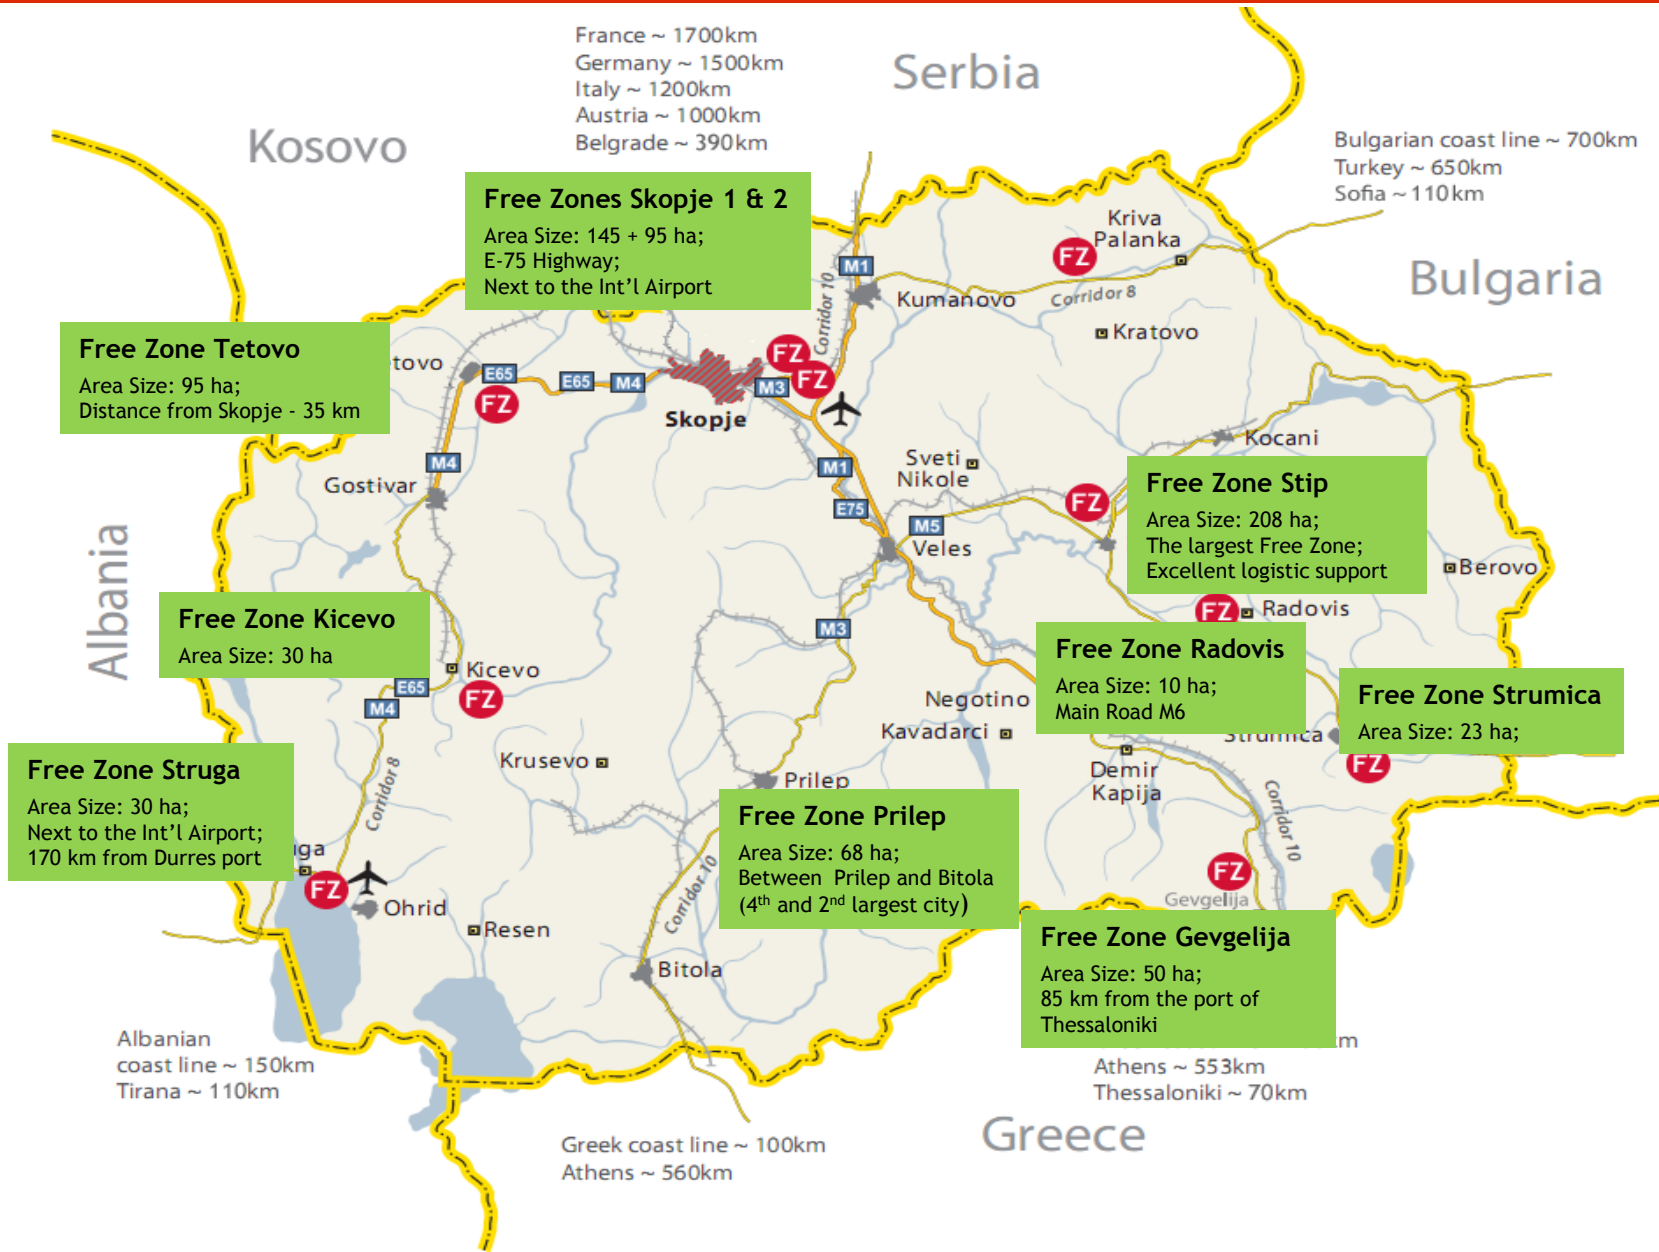 France ~ 1700km
Germany ~ 1500km
Italy ~ 1200km
Austria ~ 1000km
Belgrade ~ 390km
Serbia
Kosovo
Bulgarian coast line ~ 700km
Turkey ~ 650km
Sofia ~ 110km
Free Zones Skopje 1 & 2
Area Size: 145 + 95 ha;
E-75 Highway;
Next to the Int'l Airport
Kriva
Palanka
FZ
M1
Corridor 10
Kumanovo
Corridor 8
Bulgaria
Kratovo
Free Zone Tetovo
Area Size: 95 ha;
Distance from Skopje - 35 km
tovo
E65
FZ
E65
M4
Skopje
FZ
M3
FZ
Kocani
M4
Gostivar
M1
E75
Sveti
Nikole
M5
Veles
FZ
Free Zone Stip
Area Size: 208 ha;
The largest Free Zone;
Excellent logistic support
Berovo
Albania
FZ
Radovis
Free Zone Kicevo
Area Size: 30 ha
Kicevo
E65
M4
FZ
M3
Free Zone Radovis
Area Size: 10 ha;
Main Road M6
Negotino
Kavadarci
Free Zone Strumica
Area Size: 23 ha;
Strumica
FZ
Krusevo
Prilep
Demir
Kapija
Corridor 10
Free Zone Struga
Area Size: 30 ha;
Next to the Int'l Airport;
170 km from Durres port
Corridor 8
uga
FZ
Ohrid
Resen
Free Zone Prilep
Area Size: 68 ha;
Between Prilep and Bitola
(4th and 2nd largest city)
Corridor 10
Bitola
FZ
Gevgelija
Free Zone Gevgelija
Area Size: 50 ha;
85 km from the port of
Thessaloniki
km
Athens ~ 553km
Thessaloniki ~ 70km
Albanian
coast line ~ 150km
Tirana ~ 110km
Greece
Greek coast line ~ 100km
Athens ~ 560km